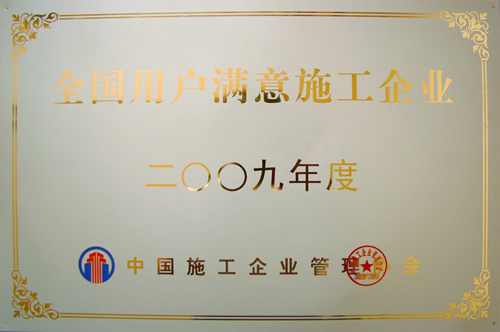 全国用户满意施工企业
二〇〇九年度
中国施工企业管理 会